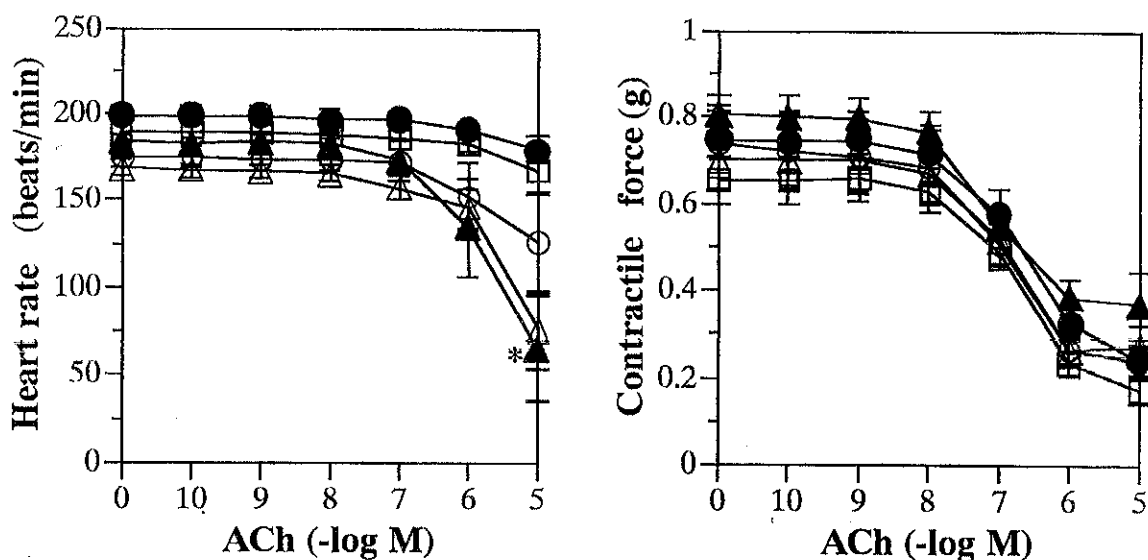 250
200
150
100
50
0
Heart rate (beats/min)
*
0 10 9 8 7 6 5
ACh (-log M)
1
0.8
0.6
0.4
0.2
0
Contractile force (g)
0 10 9 8 7 6 5
ACh (-log M)